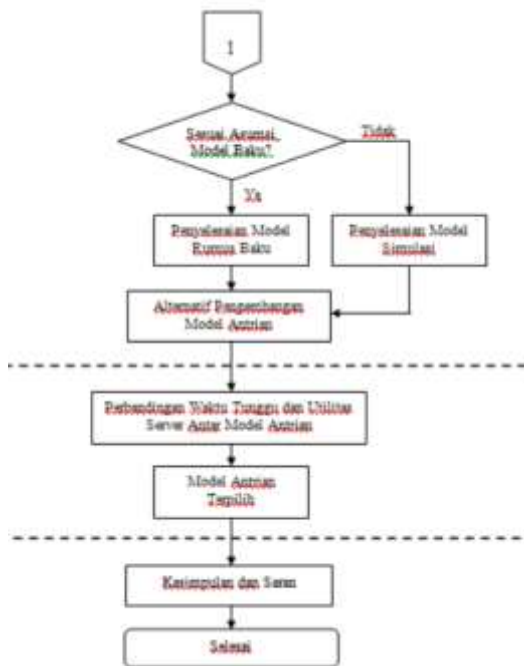 1
Sesuai Asumsi
Model Baku?
Tidak
Ya
Penyelesaian Model
Rumus Baku
Penyelesaian Model
Simulasi
Alternatif Pengembangan
Model Antrian
Perbandingan Waktu Tunggu dan Utilitas
Server Antar Model Antrian
Model Antrian
Terpilih
Kesimpulan dan Saran
Selesai